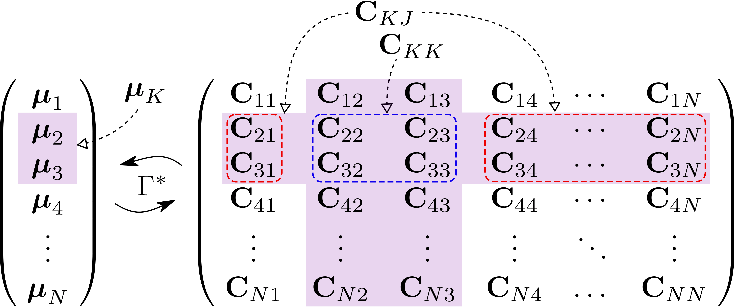 C_{KJ}
C_{KK}
μ_1 μ_K C_{11} C_{12} C_{13} C_{14} ⋯ C_{1N}
μ_2 C_{21} C_{22} C_{23} C_{24} ⋯ C_{2N}
μ_3 C_{31} C_{32} C_{33} C_{34} ⋯ C_{3N}
Γ*
μ_4 C_{41} C_{42} C_{43} C_{44} ⋯ C_{4N}
⋮ ⋮ ⋮ ⋮ ⋮ ⋱ ⋮
μ_N C_{N1} C_{N2} C_{N3} C_{N4} … C_{NN}